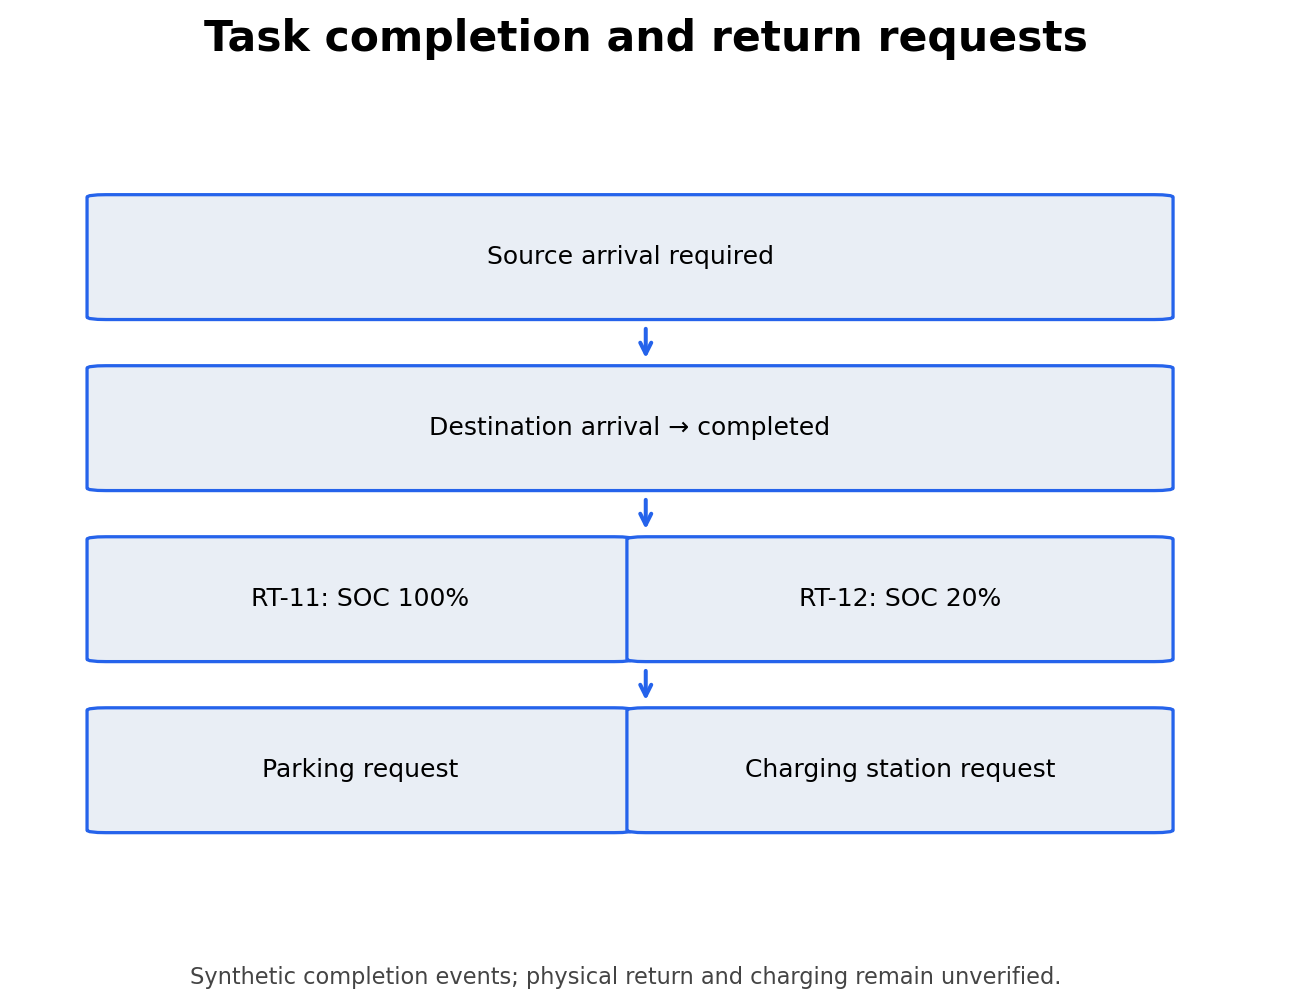 Task completion and return requests
Source arrival required
Destination arrival → completed
RT-11: SOC 100%
RT-12: SOC 20%
Parking request
Charging station request
Synthetic completion events; physical return and charging remain unverified.